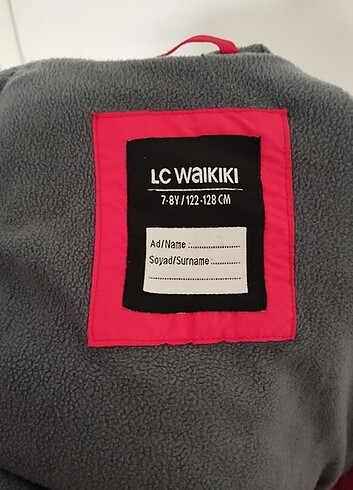 LC WAIKIKI
7-8Y / 122-128 CM
Ad/Name :.....................
Soyad/Surname:............
.................................